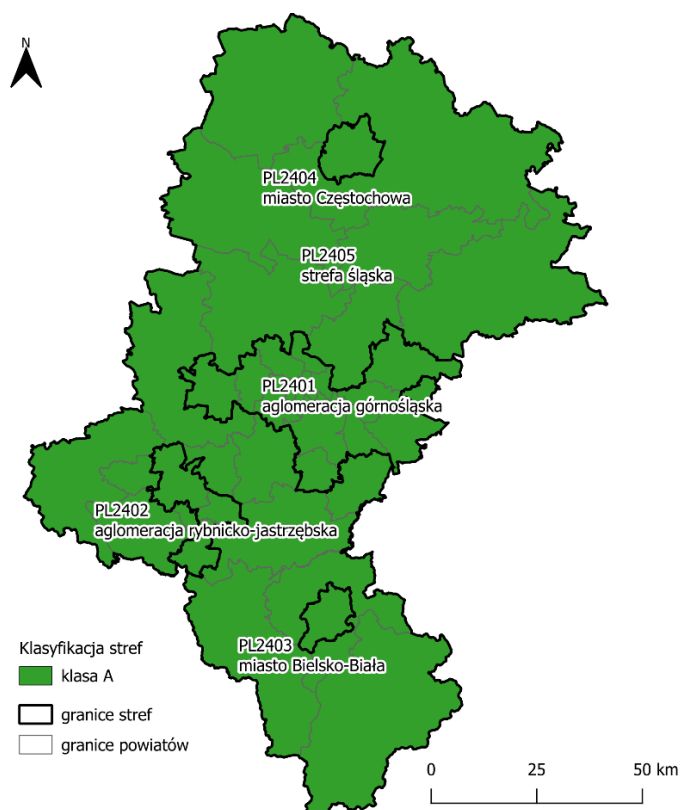 N
PL2404
miasto Częstochowa
PL2405
strefa śląska
PL2401
aglomeracja górnośląska
PL2402
aglomeracja rybnicko-jastrzębska
PL2403
miasto Bielsko-Biała
Klasyfikacja stref
klasa A
granice stref
granice powiatów
0 25 50 km